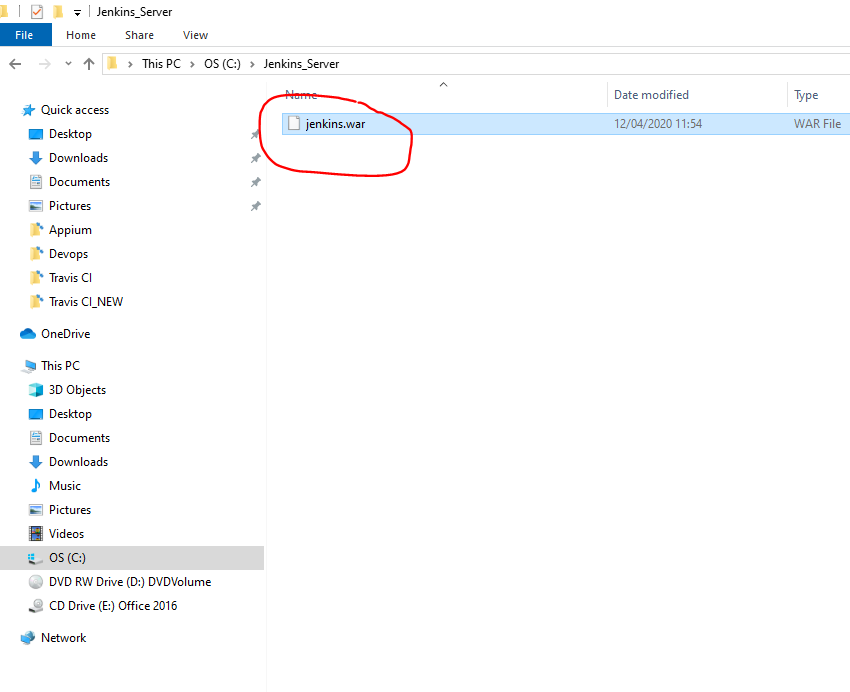 Jenkins_Server
File Home Share View
This PC OS (C:) Jenkins_Server
Name Date modified Type
jenkins.war 12/04/2020 11:54 WAR File
Quick access
Desktop
Downloads
Documents
Pictures
Appium
Devops
Travis CI
Travis CI_NEW
OneDrive
This PC
3D Objects
Desktop
Documents
Downloads
Music
Pictures
Videos
OS (C:)
DVD RW Drive (D:) DVDVolume
CD Drive (E:) Office 2016
Network